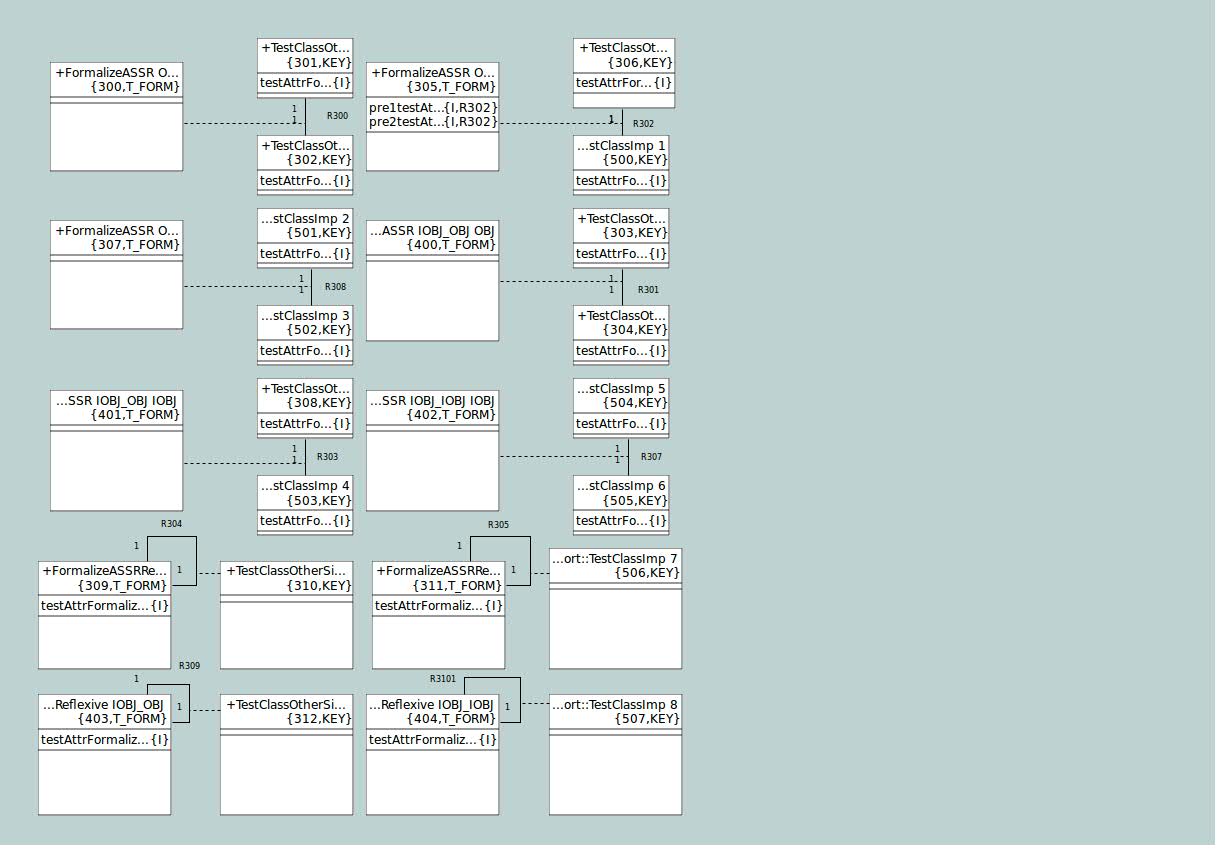 +FormalizeASSR O...
{300,T_FORM}
+TestClassOt...
{301,KEY}
testAttrFo...{I}
1
1
R300
+TestClassOt...
{302,KEY}
testAttrFo...{I}
+FormalizeASSR O...
{305,T_FORM}
pre1testAt...{I,R302}
pre2testAt...{I,R302}
+TestClassOt...
{306,KEY}
testAttrFor...{I}
1
R302
...stClassImp 1
{500,KEY}
testAttrFo...{I}
+FormalizeASSR O...
{307,T_FORM}
...stClassImp 2
{501,KEY}
testAttrFo...{I}
1
1
R308
...stClassImp 3
{502,KEY}
testAttrFo...{I}
...ASSR IOBJ_OBJ OBJ
{400,T_FORM}
+TestClassOt...
{303,KEY}
testAttrFo...{I}
1
1
R301
+TestClassOt...
{304,KEY}
testAttrFo...{I}
...SSR IOBJ_OBJ IOBJ
{401,T_FORM}
+TestClassOt...
{308,KEY}
testAttrFo...{I}
1
1
R303
...stClassImp 4
{503,KEY}
testAttrFo...{I}
...SSR IOBJ_IOBJ IOBJ
{402,T_FORM}
...stClassImp 5
{504,KEY}
testAttrFo...{I}
1
1
R307
...stClassImp 6
{505,KEY}
testAttrFo...{I}
R304
1
1
+FormalizeASSRRe...
{309,T_FORM}
testAttrFormaliz...{I}
+TestClassOtherSi...
{310,KEY}
R305
1
1
+FormalizeASSRRe...
{311,T_FORM}
testAttrFormaliz...{I}
...ort::TestClassImp 7
{506,KEY}
R309
1
1
...Reflexive IOBJ_OBJ
{403,T_FORM}
testAttrFormaliz...{I}
+TestClassOtherSi...
{312,KEY}
R3101
1
...Reflexive IOBJ_IOBJ
{404,T_FORM}
testAttrFormaliz...{I}
...ort::TestClassImp 8
{507,KEY}